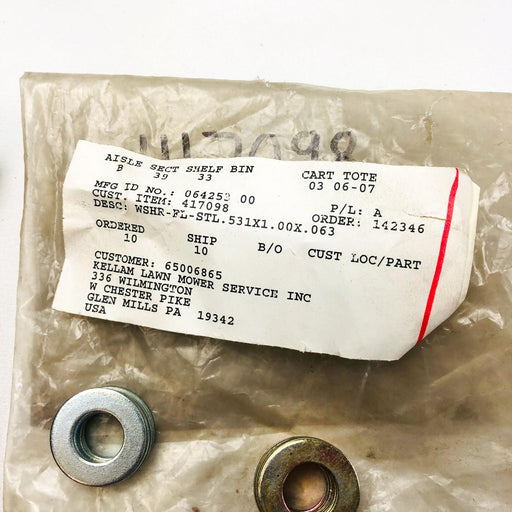 417098
AISLE SECT SHELF BIN CART TOTE
B 39 33 03 06-07
MFG ID NO.: 064253 00 P/L: A
CUST. ITEM: 417098 ORDER: 142346
DESC: WSHR-FL-STL.531X1.00X.063
ORDERED SHIP B/O CUST LOC/PART
10 10
CUSTOMER: 65006865
KELLAM LAWN MOWER SERVICE INC
336 WILMINGTON
W CHESTER PIKE
GLEN MILLS PA 19342
USA